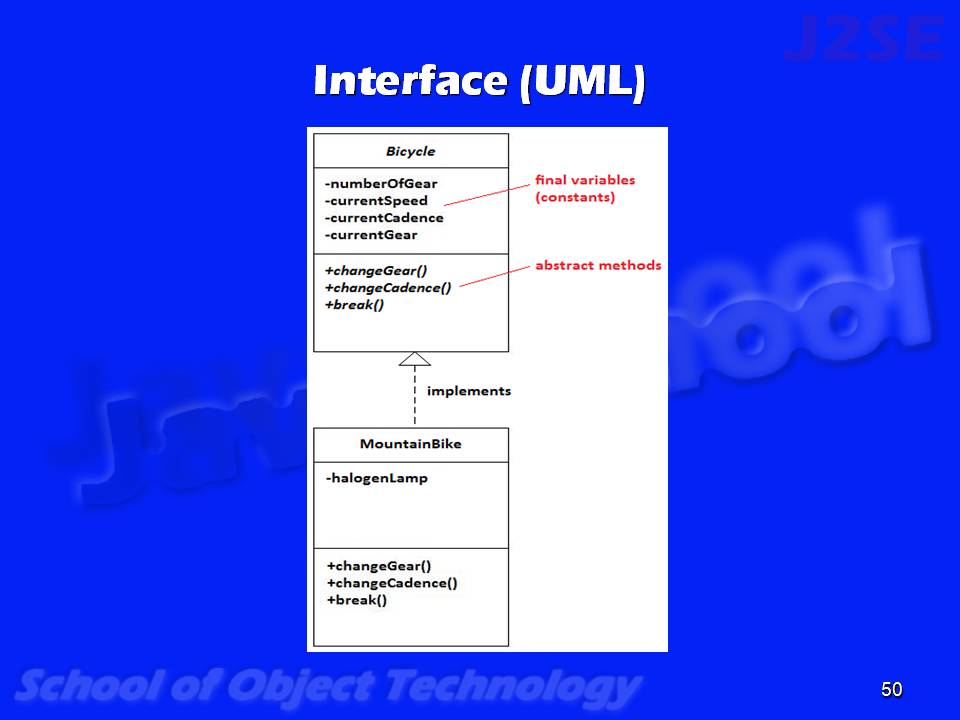 J2SE
Interface (UML)
Bicycle
-numberOfGear
-currentSpeed
-currentCadence
-currentGear
final variables
(constants)
+changeGear()
+changeCadence()
+break()
abstract methods
implements
MountainBike
-halogenLamp
+changeGear()
+changeCadence()
+break()
School of Object Technology
50